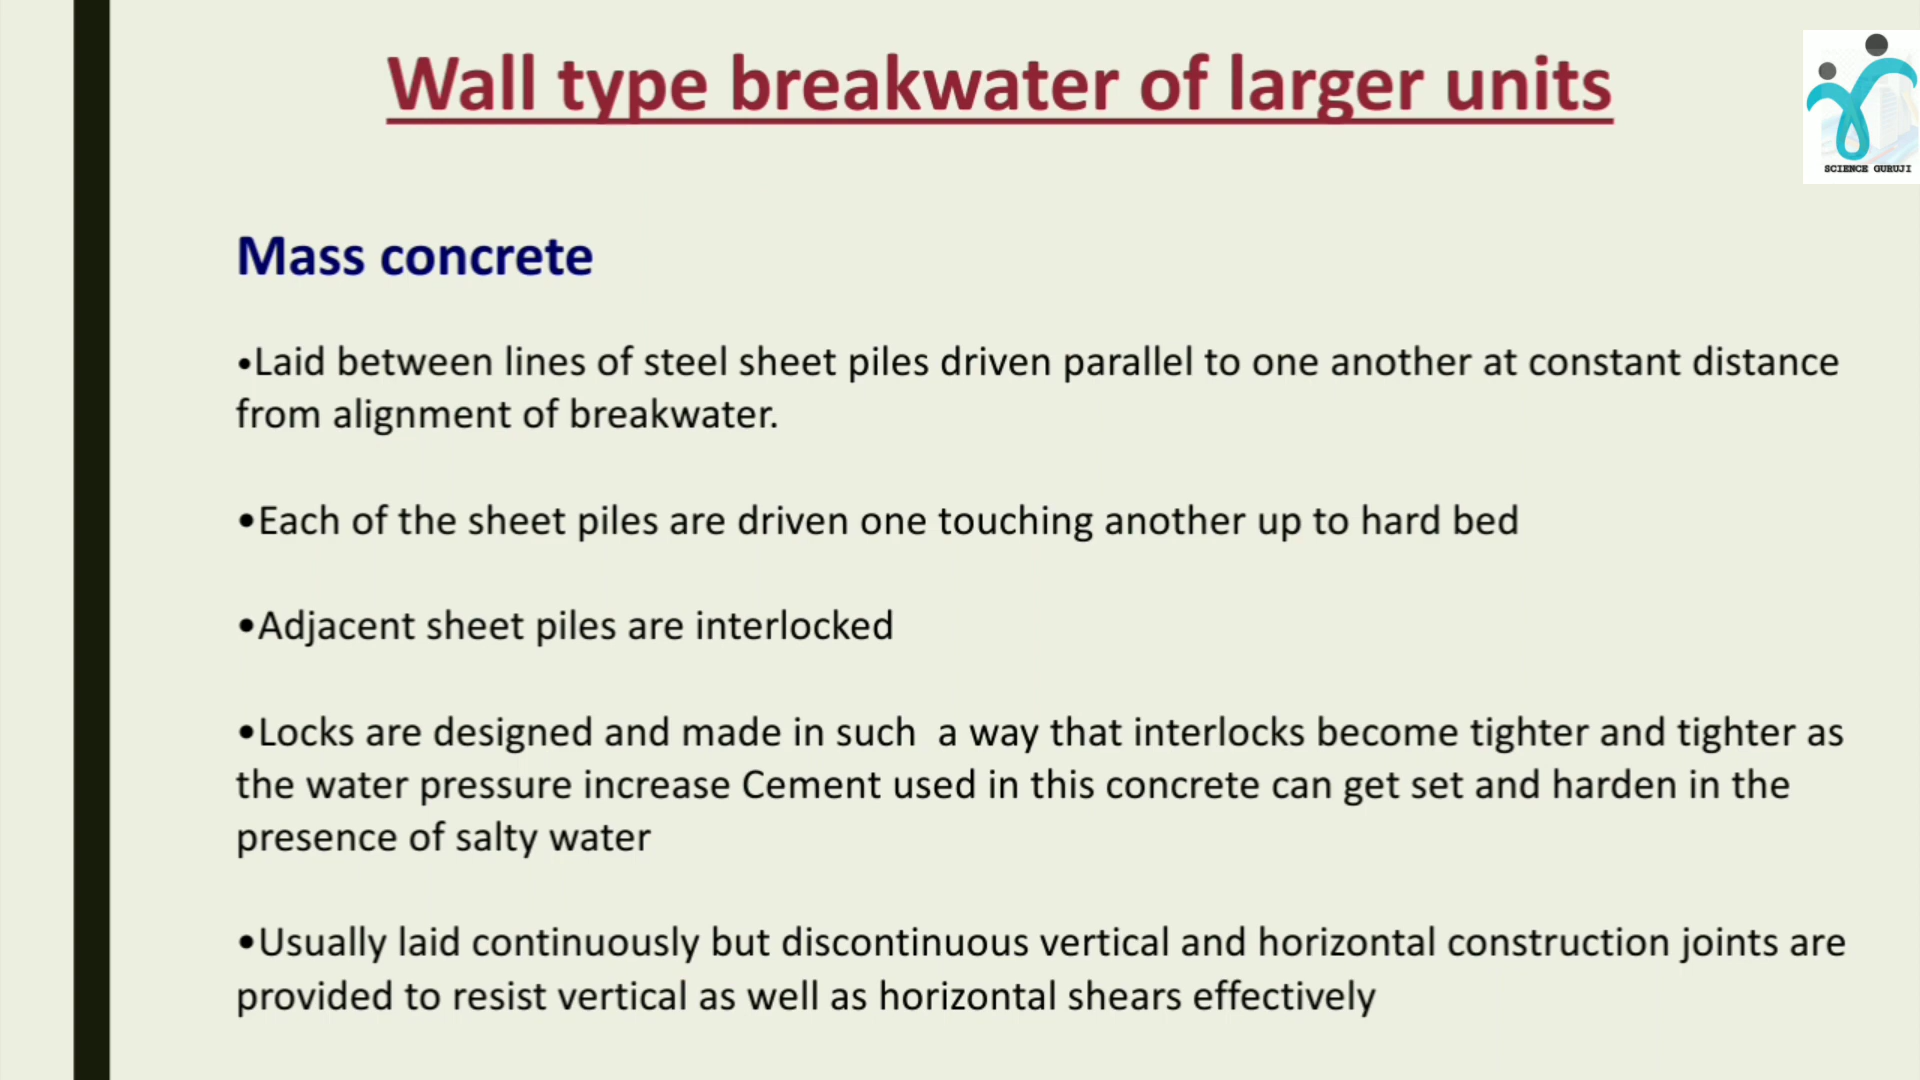 Wall type breakwater of larger units
SCIENCE GURUJI
Mass concrete
•Laid between lines of steel sheet piles driven parallel to one another at constant distance
from alignment of breakwater.
•Each of the sheet piles are driven one touching another up to hard bed
•Adjacent sheet piles are interlocked
•Locks are designed and made in such  a way that interlocks become tighter and tighter as
the water pressure increase Cement used in this concrete can get set and harden in the
presence of salty water
•Usually laid continuously but discontinuous vertical and horizontal construction joints are
provided to resist vertical as well as horizontal shears effectively